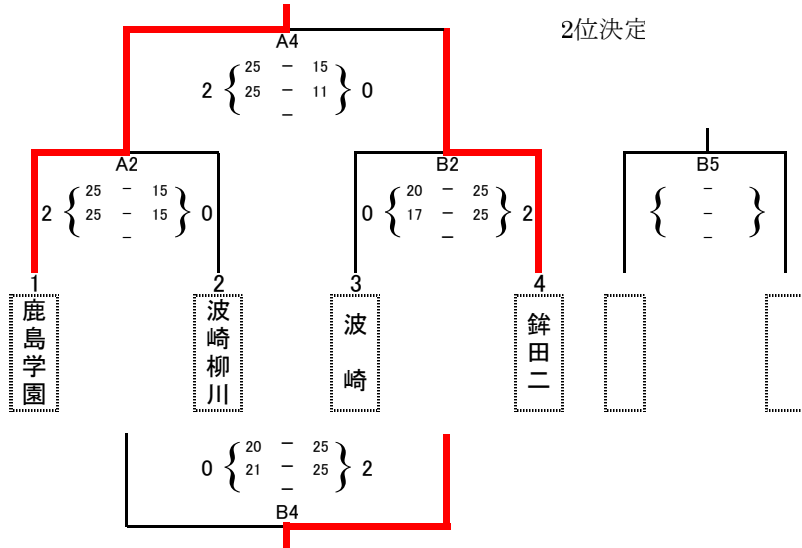 2位決定
A4
2 { 25 － 15 } 0
25 － 11
－
A2
2 { 25 － 15 } 0
25 － 15
－
B2
0 { 20 － 25 } 2
17 － 25
－
B5
{ － }
－
－
1
鹿島学園
2
波崎柳川
3
波崎
4
鉾田二
0 { 20 － 25 } 2
21 － 25
－
B4